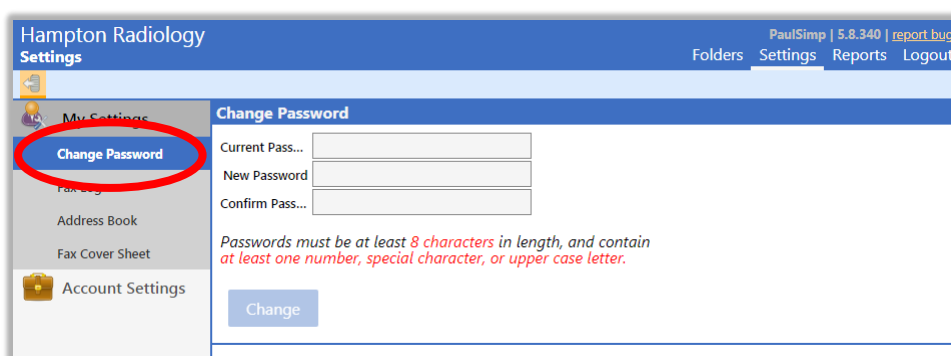 Hampton Radiology
PaulSimp | 5.8.340 | report bug
Settings
Folders Settings Reports Logout
My Settings
Change Password
Address Book
Fax Cover Sheet
Account Settings
Change Password
Current Pass...
New Password
Confirm Pass...
Passwords must be at least 8 characters in length, and contain
at least one number, special character, or upper case letter.
Change